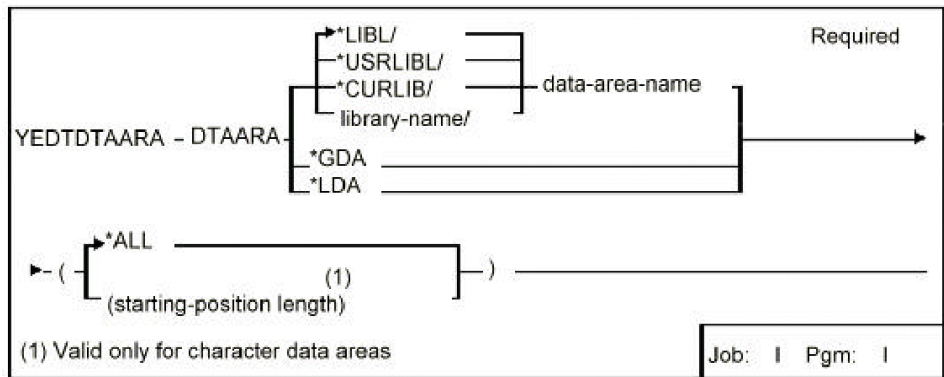 *LIBL/
Required
*USRLIBL/
*CURLIB/
data-area-name
library-name/
YEDTDTAARA – DTAARA
*GDA
*LDA
*ALL
( )
(1)
(starting-position length)
(1) Valid only for character data areas
Job: I Pgm: I